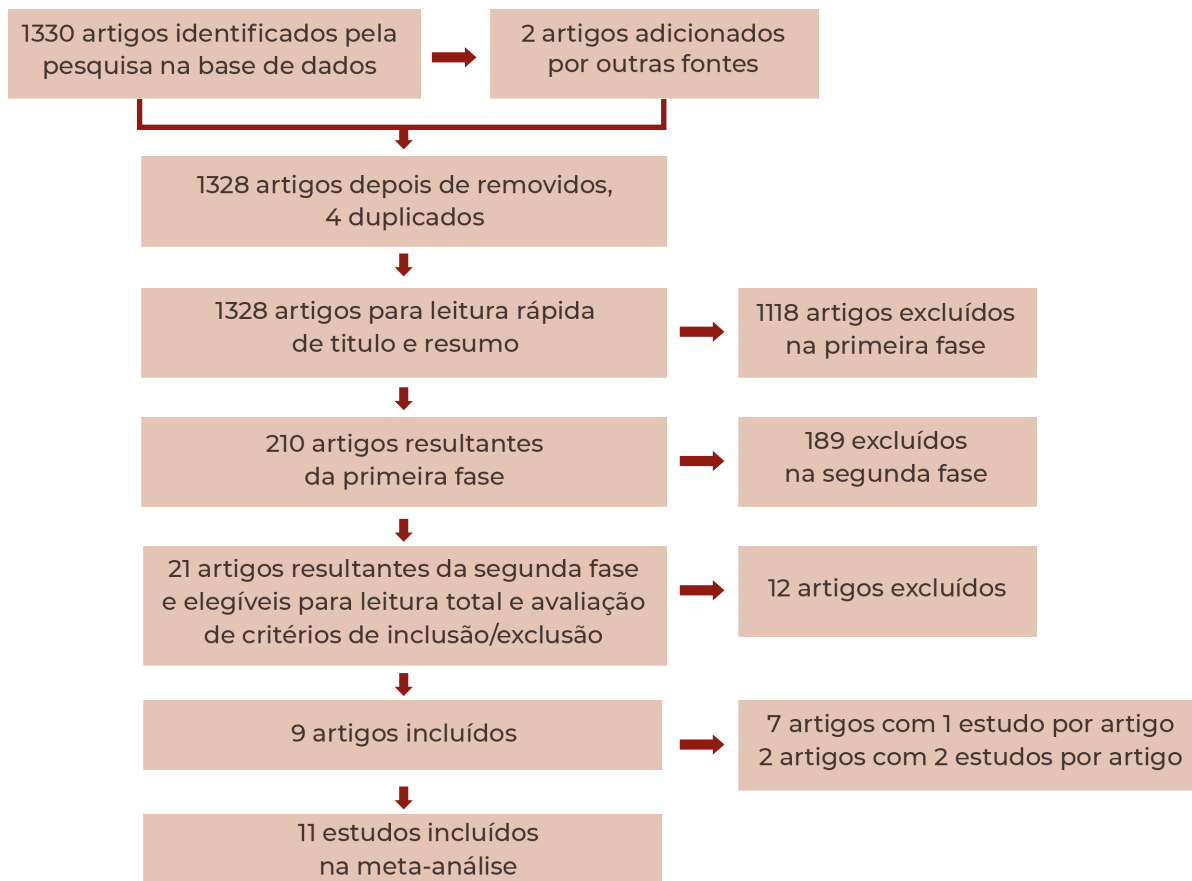 1330 artigos identificados pela
pesquisa na base de dados
2 artigos adicionados
por outras fontes
1328 artigos depois de removidos,
4 duplicados
1328 artigos para leitura rápida
de titulo e resumo
1118 artigos excluídos
na primeira fase
210 artigos resultantes
da primeira fase
189 excluídos
na segunda fase
21 artigos resultantes da segunda fase
e elegíveis para leitura total e avaliação
de critérios de inclusão/exclusão
12 artigos excluídos
9 artigos incluídos
7 artigos com 1 estudo por artigo
2 artigos com 2 estudos por artigo
11 estudos incluídos
na meta-análise